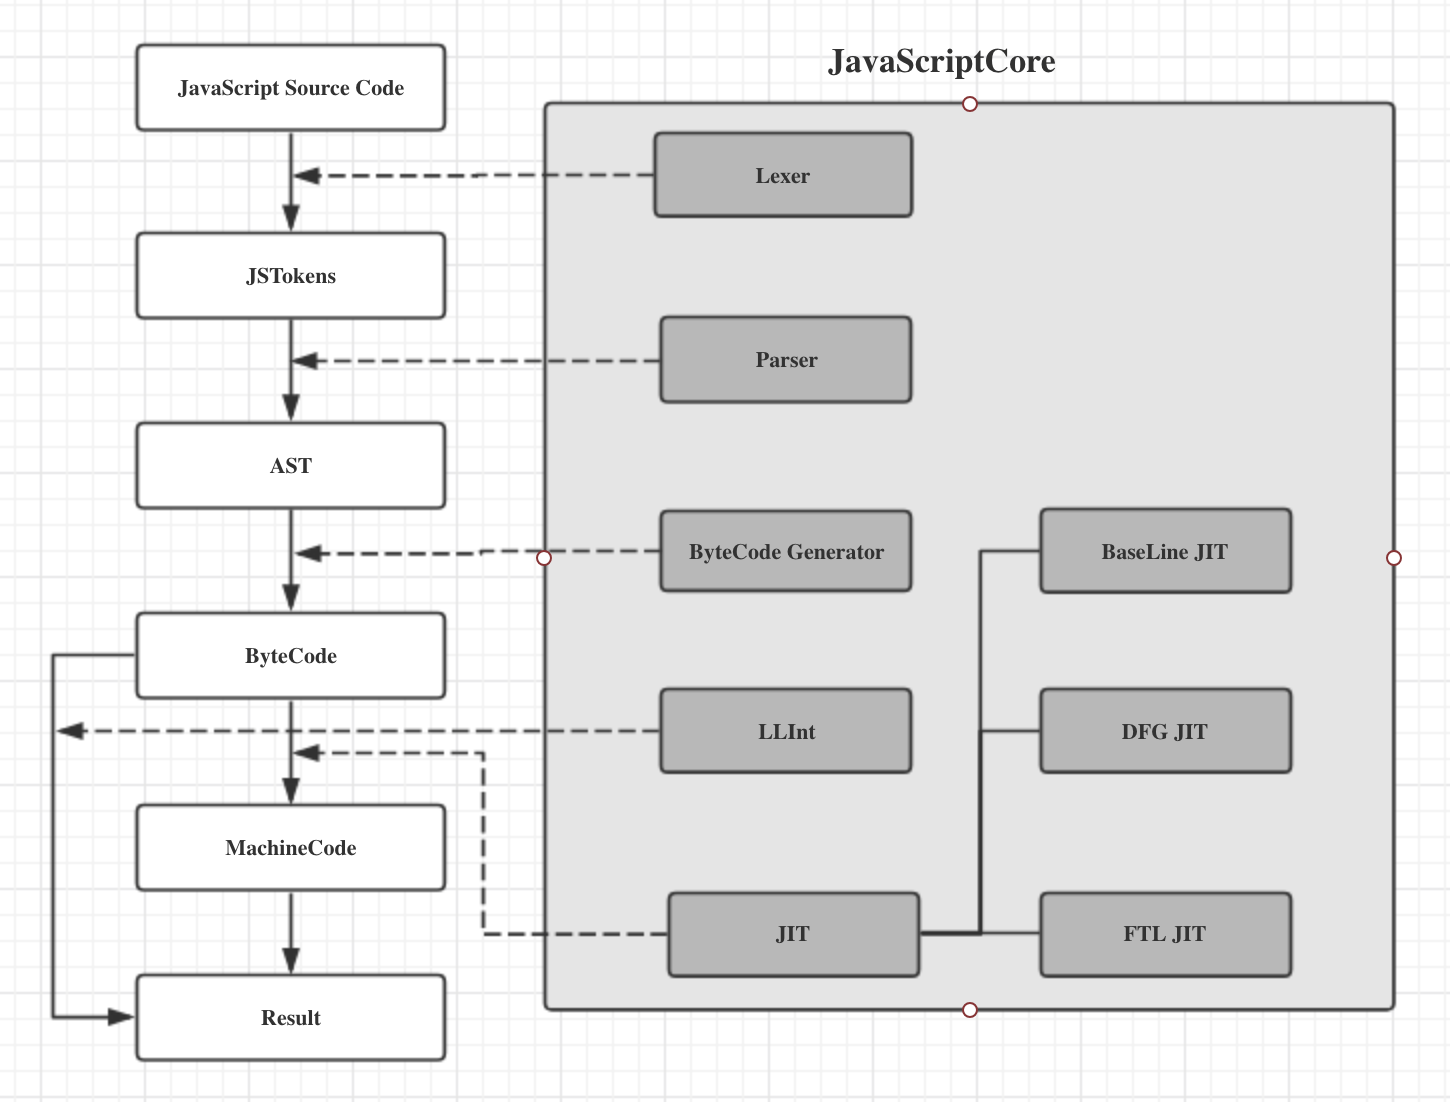 JavaScriptCore
JavaScript Source Code
Lexer
JSTokens
Parser
AST
ByteCode Generator
BaseLine JIT
ByteCode
LLInt
DFG JIT
MachineCode
JIT
FTL JIT
Result